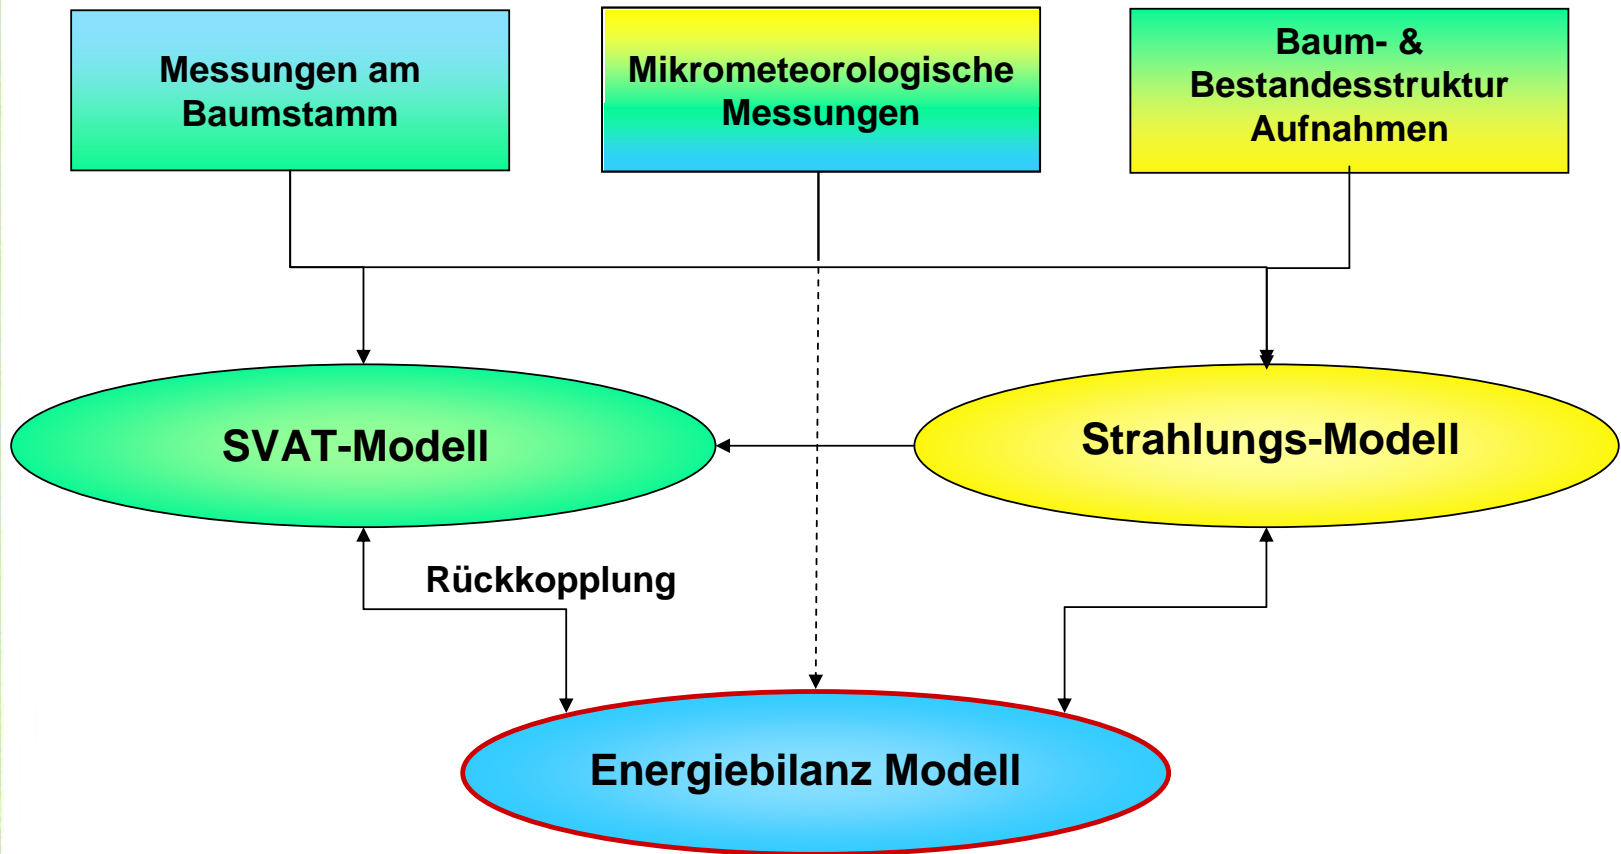 Messungen am
Baumstamm
Mikrometeorologische
Messungen
Baum- &
Bestandesstruktur
Aufnahmen
SVAT-Modell
Strahlungs-Modell
Rückkopplung
Energiebilanz Modell